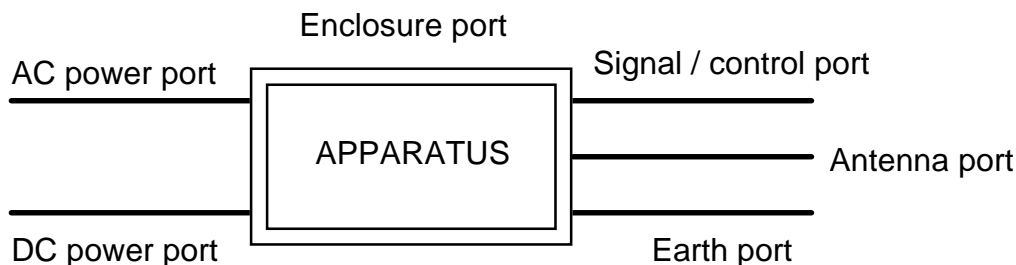 Enclosure port
AC power port
Signal / control port
APPARATUS
Antenna port
DC power port
Earth port